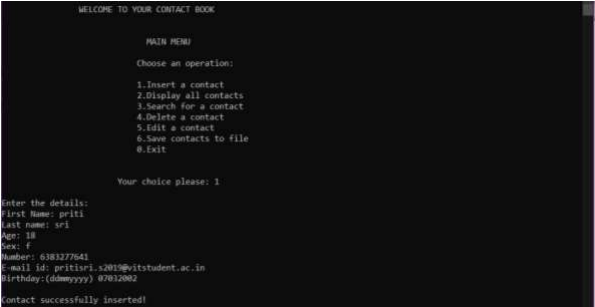 WELCOME TO YOUR CONTACT BOOK
MAIN MENU
Choose an operation:
1.Insert a contact
2.Display all contacts
3.Search for a contact
4.Delete a contact
5.Edit a contact
6.Save contacts to file
0.Exit
Your choice please: 1
Enter the details:
First Name: priti
Last name: sri
Age: 18
Sex: f
Number: 6383277641
E-mail id: pritisri.s2019@vitstudent.ac.in
Birthday:(ddmmyyyy) 07032002
Contact successfully inserted!